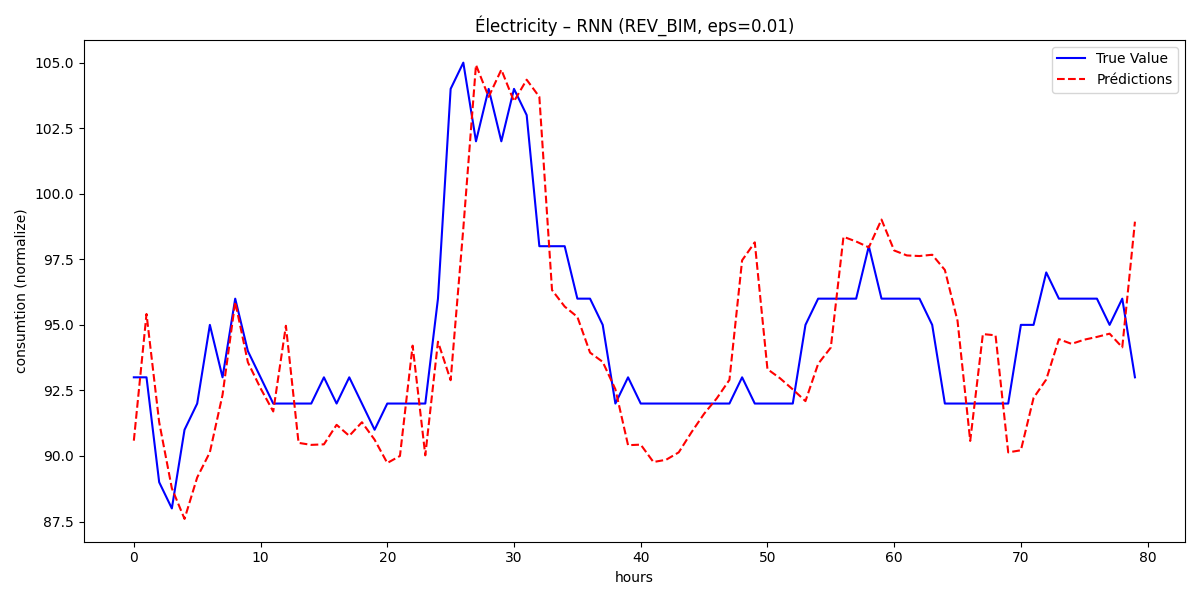 Électricity – RNN (REV_BIM, eps=0.01)
True Value
Prédictions
105.0
102.5
100.0
97.5
95.0
92.5
90.0
87.5
consumtion (normalize)
0 10 20 30 40 50 60 70 80
hours